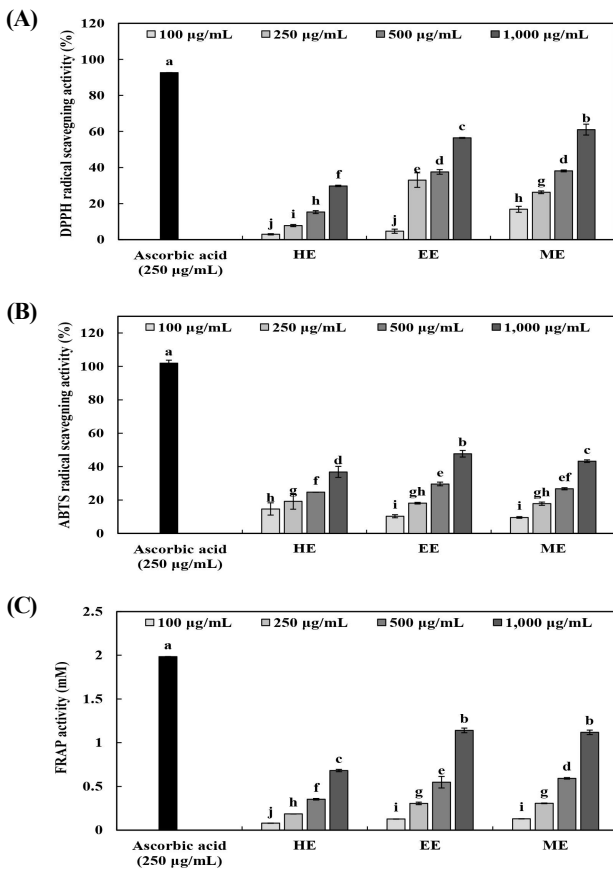 (A)
120
100
80
60
40
20
0
DPPH radical scavegning activity (%)
100 µg/mL 250 µg/mL 500 µg/mL 1,000 µg/mL
a
j i h f
j e d c
h g d b
Ascorbic acid HE EE ME
(250 µg/mL)
(B)
120
100
80
60
40
20
0
ABTS radical scavegning activity (%)
100 µg/mL 250 µg/mL 500 µg/mL 1,000 µg/mL
a
h g f d
i gh e b
i gh ef c
Ascorbic acid HE EE ME
(250 µg/mL)
(C)
2.5
2
1.5
1
0.5
0
FRAP activity (mM)
100 µg/mL 250 µg/mL 500 µg/mL 1,000 µg/mL
a
j h f c
i g e b
i g d b
Ascorbic acid HE EE ME
(250 µg/mL)